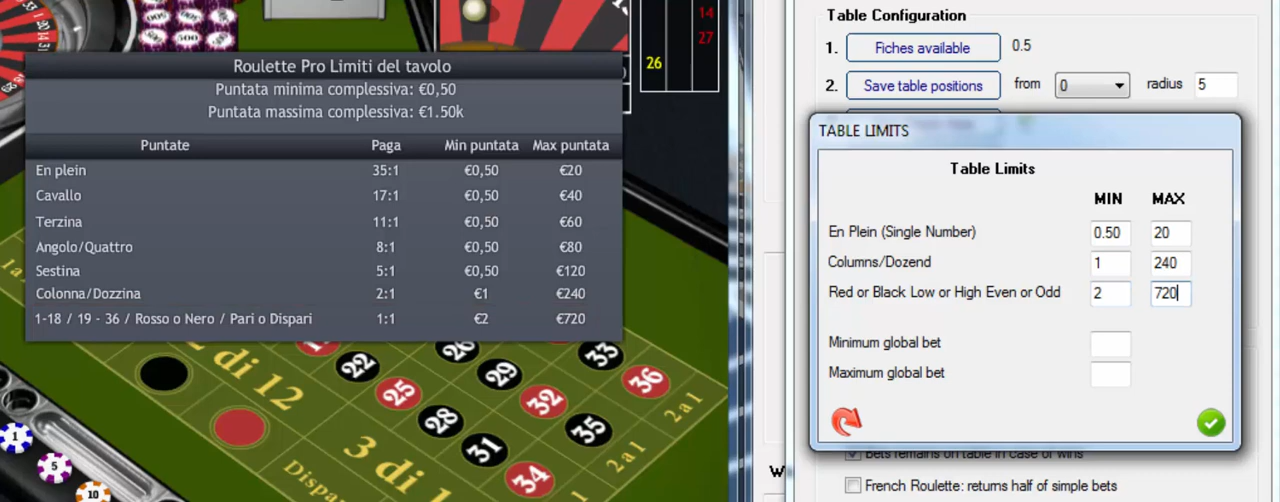 Roulette Pro Limiti del tavolo
Puntata minima complessiva: €0,50
Puntata massima complessiva: €1.50k
Puntate Paga Min puntata Max puntata
En plein 35:1 €0,50 €20
Cavallo 17:1 €0,50 €40
Terzina 11:1 €0,50 €60
Angolo/Quattro 8:1 €0,50 €80
Sestina 5:1 €0,50 €120
Colonna/Dozzina 2:1 €1 €240
1-18 / 19 - 36 / Rosso o Nero / Pari o Dispari 1:1 €2 €720
500
14
27
26
22 29 33
25 32 36
28 35
31
34
2 di 12
3 di 1
2a1
2a1
2a1
1
5
10
Table Configuration
1. Fiches available 0.5
2. Save table positions from 0 radius 5
TABLE LIMITS
Table Limits
MIN MAX
En Plein (Single Number) 0.50 20
Columns/Dozend 1 240
Red or Black Low or High Even or Odd 2 720
Minimum global bet
Maximum global bet
Bets remains on table in case of wins
French Roulette: returns half of simple bets
W